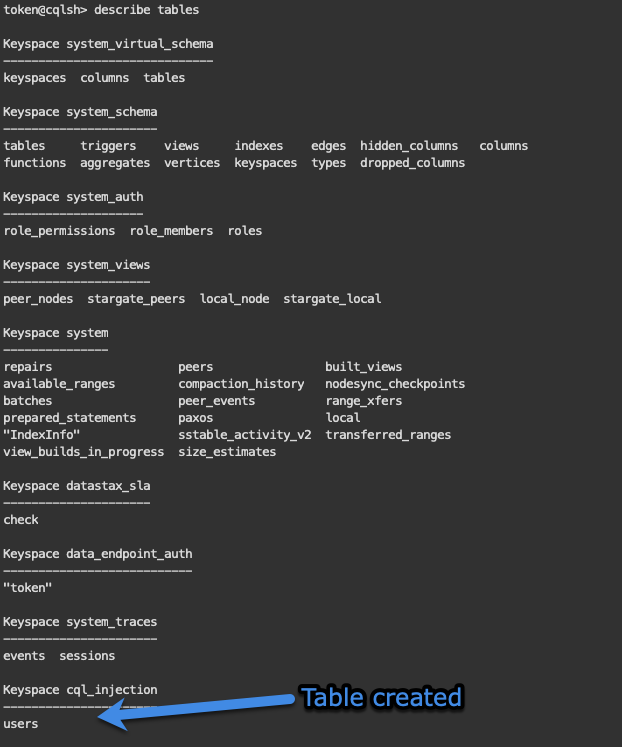 token@cqlsh> describe tables
Keyspace system_virtual_schema
-------------------------------
keyspaces  columns  tables
Keyspace system_schema
----------------------
tables     triggers    views     indexes    edges  hidden_columns   columns
functions  aggregates  vertices  keyspaces  types  dropped_columns
Keyspace system_auth
--------------------
role_permissions  role_members  roles
Keyspace system_views
---------------------
peer_nodes  stargate_peers  local_node  stargate_local
Keyspace system
---------------
repairs                 peers                built_views
available_ranges        compaction_history   nodesync_checkpoints
batches                 peer_events          range_xfers
prepared_statements     paxos                local
"IndexInfo"             sstable_activity_v2  transferred_ranges
view_builds_in_progress  size_estimates
Keyspace datastax_sla
---------------------
check
Keyspace data_endpoint_auth
---------------------------
"token"
Keyspace system_traces
----------------------
events  sessions
Keyspace cql_injection
----------------------
Table created
users